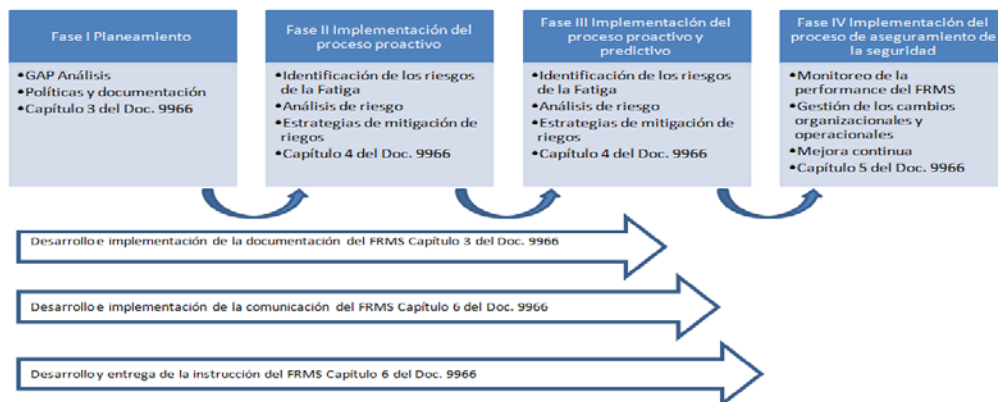 Fase I Planeamiento
•GAP Análisis
•Políticas y documentación
•Capítulo 3 del Doc. 9966
Fase II Implementación del
proceso proactivo
•Identificación de los riesgos
de la Fatiga
•Análisis de riesgo
•Estrategias de mitigación de
riegos
•Capítulo 4 del Doc. 9966
Fase III Implementación del
proceso proactivo y
predictivo
•Identificación de los riesgos
de la Fatiga
•Análisis de riesgo
•Estrategias de mitigación de
riegos
•Capítulo 4 del Doc. 9966
Fase IV Implementación del
proceso de aseguramiento de
la seguridad
•Monitoreo de la
performance del FRMS
•Gestión de los cambios
organizacionales y
operacionales
•Mejora continua
•Capítulo 5 del Doc. 9966
Desarrollo e implementación de la documentación del FRMS Capítulo 3 del Doc. 9966
Desarrollo e implementación de la comunicación del FRMS Capítulo 6 del Doc. 9966
Desarrollo y entrega de la instrucción del FRMS Capítulo 6 del Doc. 9966